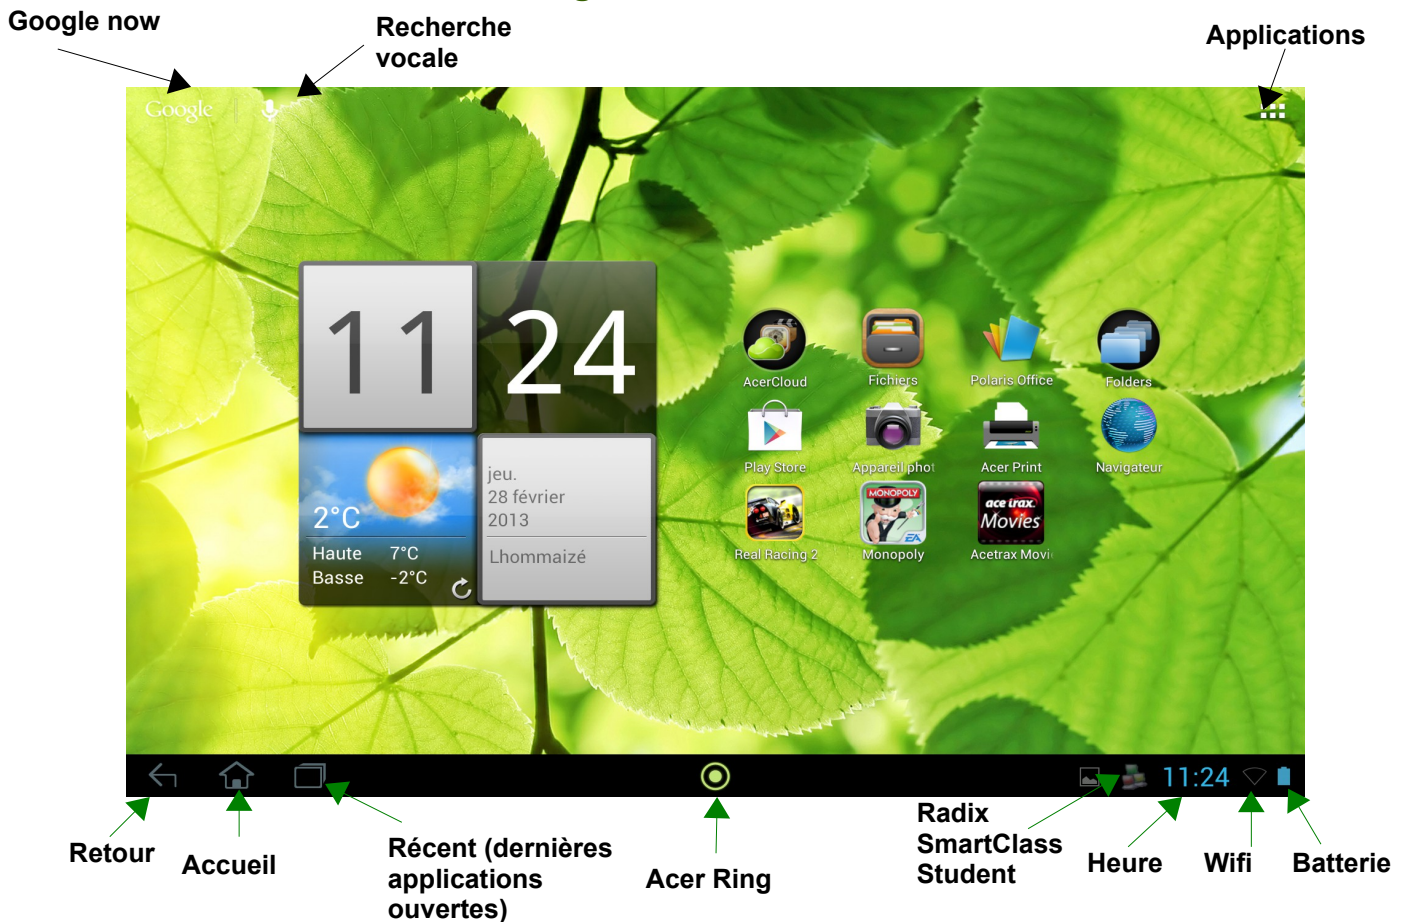 Google now
Recherche
vocale
Applications
Google
11
24
2°C
Haute 7°C
Basse -2°C
jeu.
28 février
2013
Lhommaizé
AcerCloud
Fichiers
Polaris Office
Folders
Play Store
Appareil phot
Acer Print
Navigateur
MONOPOLY
EA
ace trax.
Movies
Real Racing 2
Monopoly
Acetrax Movi
11:24
Retour
Accueil
Récent (dernières
applications
ouvertes)
Acer Ring
Radix
SmartClass
Student
Heure
Wifi
Batterie